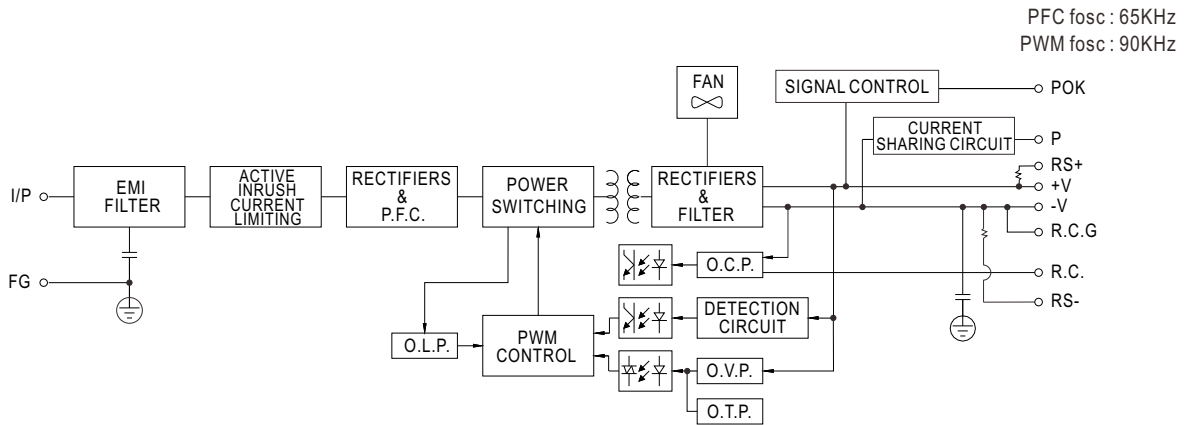 PFC fosc : 65KHz
PWM fosc : 90KHz
FAN
SIGNAL CONTROL
POK
CURRENT
SHARING CIRCUIT
P
RS+
I/P
EMI
FILTER
ACTIVE
INRUSH
CURRENT
LIMITING
RECTIFIERS
&
P.F.C.
POWER
SWITCHING
RECTIFIERS
&
FILTER
+V
-V
R.C.G
O.C.P.
R.C.
FG
RS-
DETECTION
CIRCUIT
O.L.P.
PWM
CONTROL
O.V.P.
O.T.P.